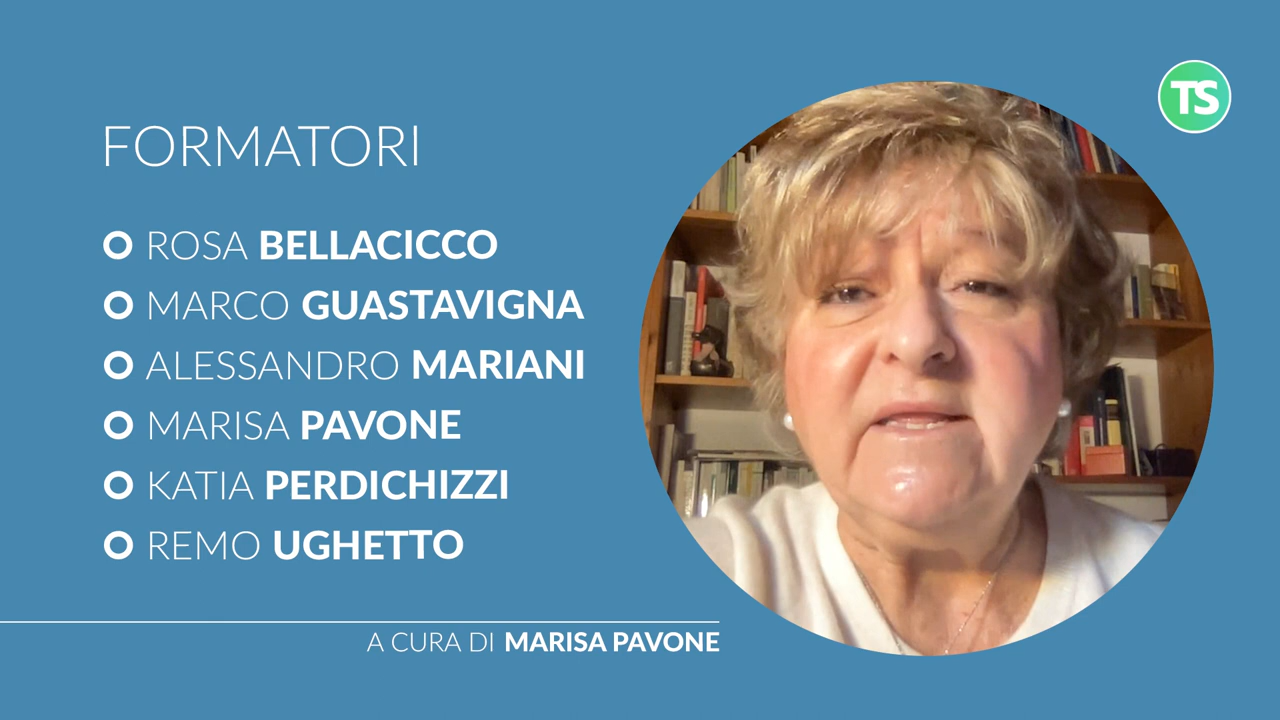 TS
FORMATORI
ROSA BELLACICCO
MARCO GUASTAVIGNA
ALESSANDRO MARIANI
MARISA PAVONE
KATIA PERDICHIZZI
REMO UGHETTO
A CURA DI MARISA PAVONE